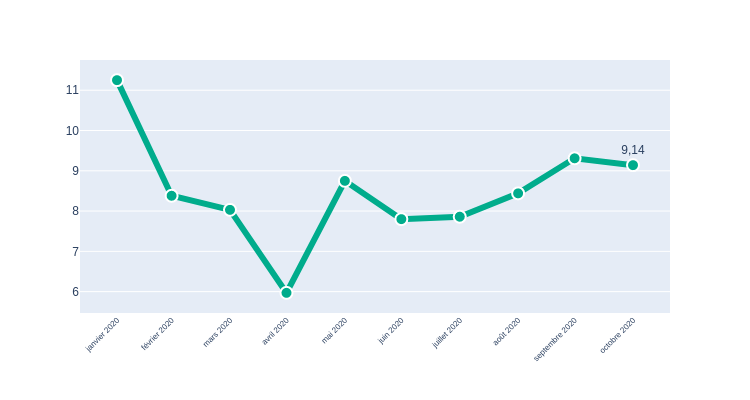 11
10
9
8
7
6
9,14
janvier 2020
février 2020
mars 2020
avril 2020
mai 2020
juin 2020
juillet 2020
août 2020
septembre 2020
octobre 2020